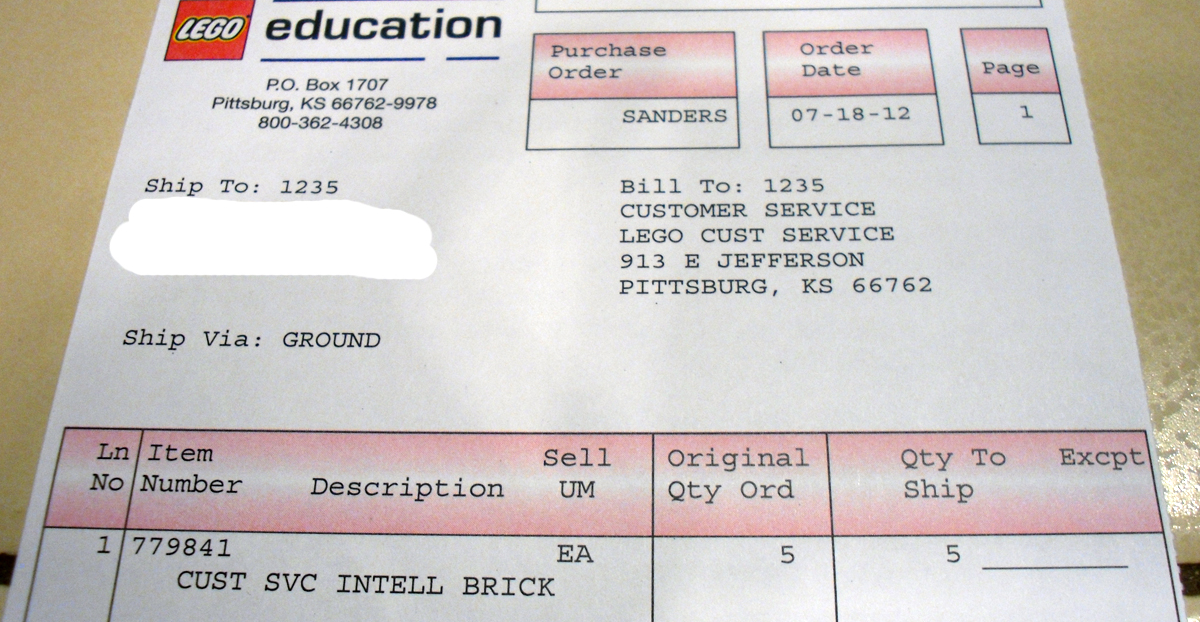 LEGO education
P.O. Box 1707
Pittsburg, KS 66762-9978
800-362-4308
Purchase Order
SANDERS
Order Date
07-18-12
Page
1
Ship To: 1235
Bill To: 1235
CUSTOMER SERVICE
LEGO CUST SERVICE
913 E JEFFERSON
PITTSBURG, KS 66762
Ship Via: GROUND
Ln Item Sell Original Qty To Excpt
No Number Description UM Qty Ord Ship
1 779841 EA 5 5
CUST SVC INTELL BRICK